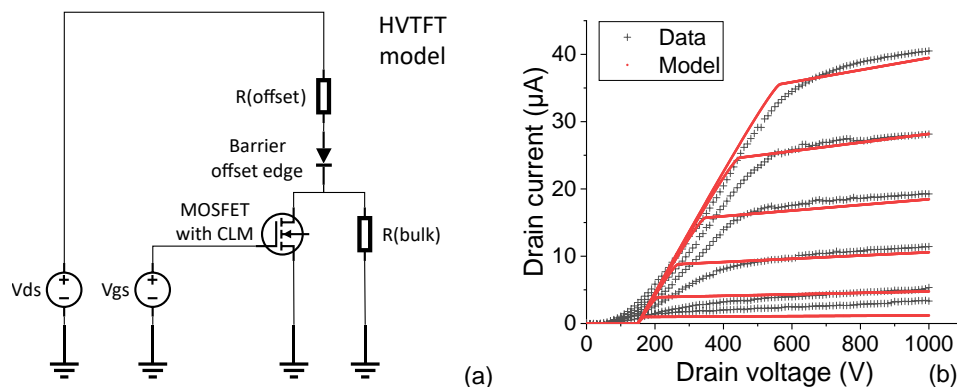 HVTFT
model
R(offset)
Barrier
offset edge
MOSFET
with CLM
R(bulk)
Vds
Vgs
(a)
Data
Model
Drain current (µA)
40
30
20
10
0
0 200 400 600 800 1000
Drain voltage (V)
(b)